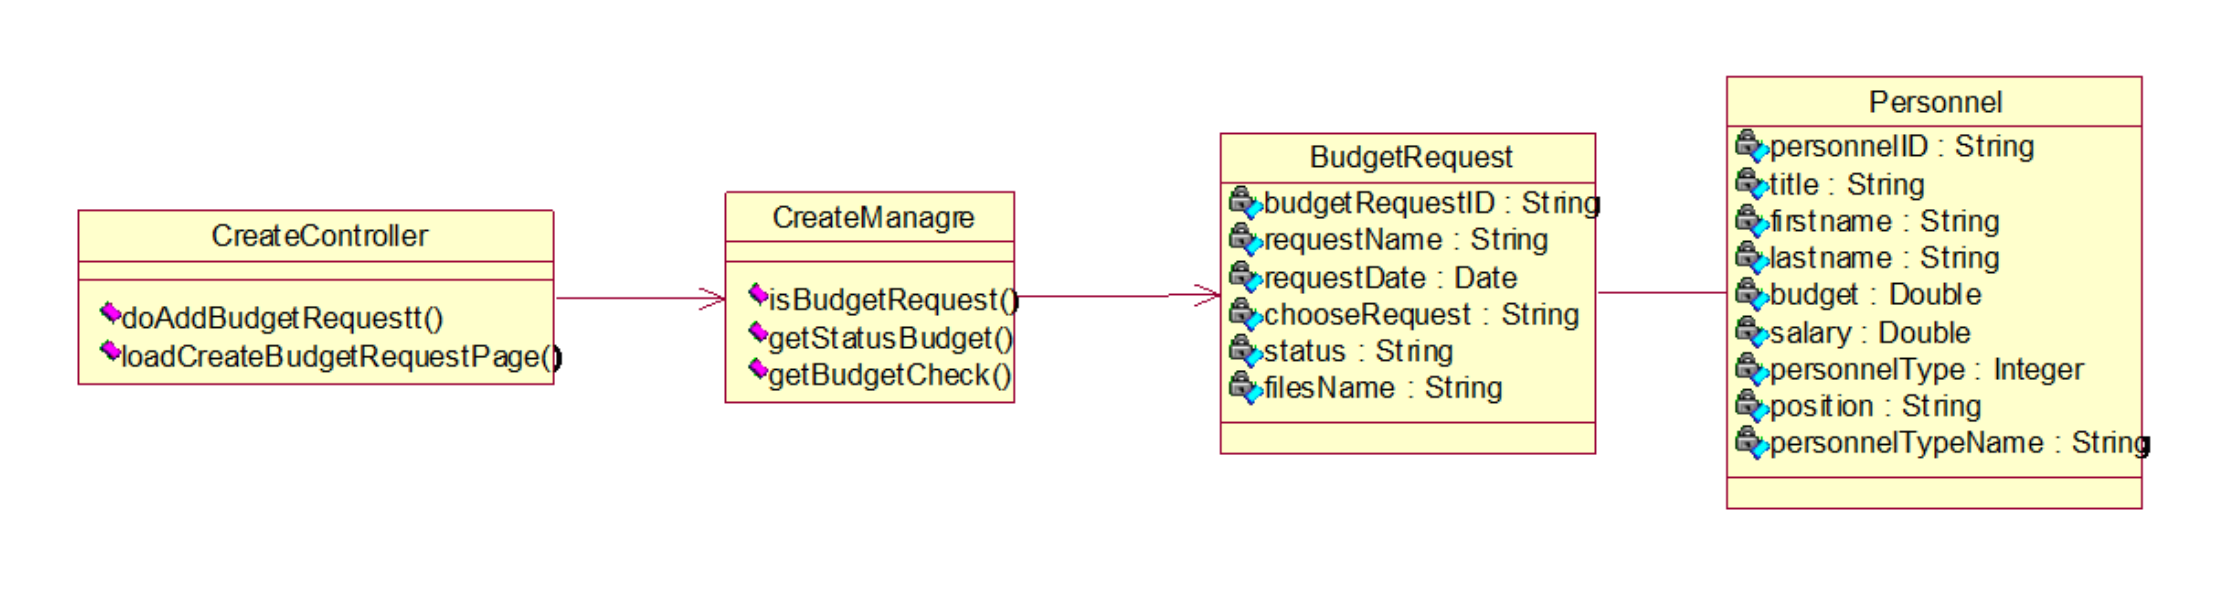 CreateController
doAddBudgetRequestt()
loadCreateBudgetRequestPage()
CreateManagre
isBudgetRequest()
getStatusBudget()
getBudgetCheck()
BudgetRequest
budgetRequestID : String
requestName : String
requestDate : Date
chooseRequest : String
status : String
filesName : String
Personnel
personnelID : String
title : String
firstname : String
lastname : String
budget : Double
salary : Double
personnelType : Integer
position : String
personnelTypeName : String